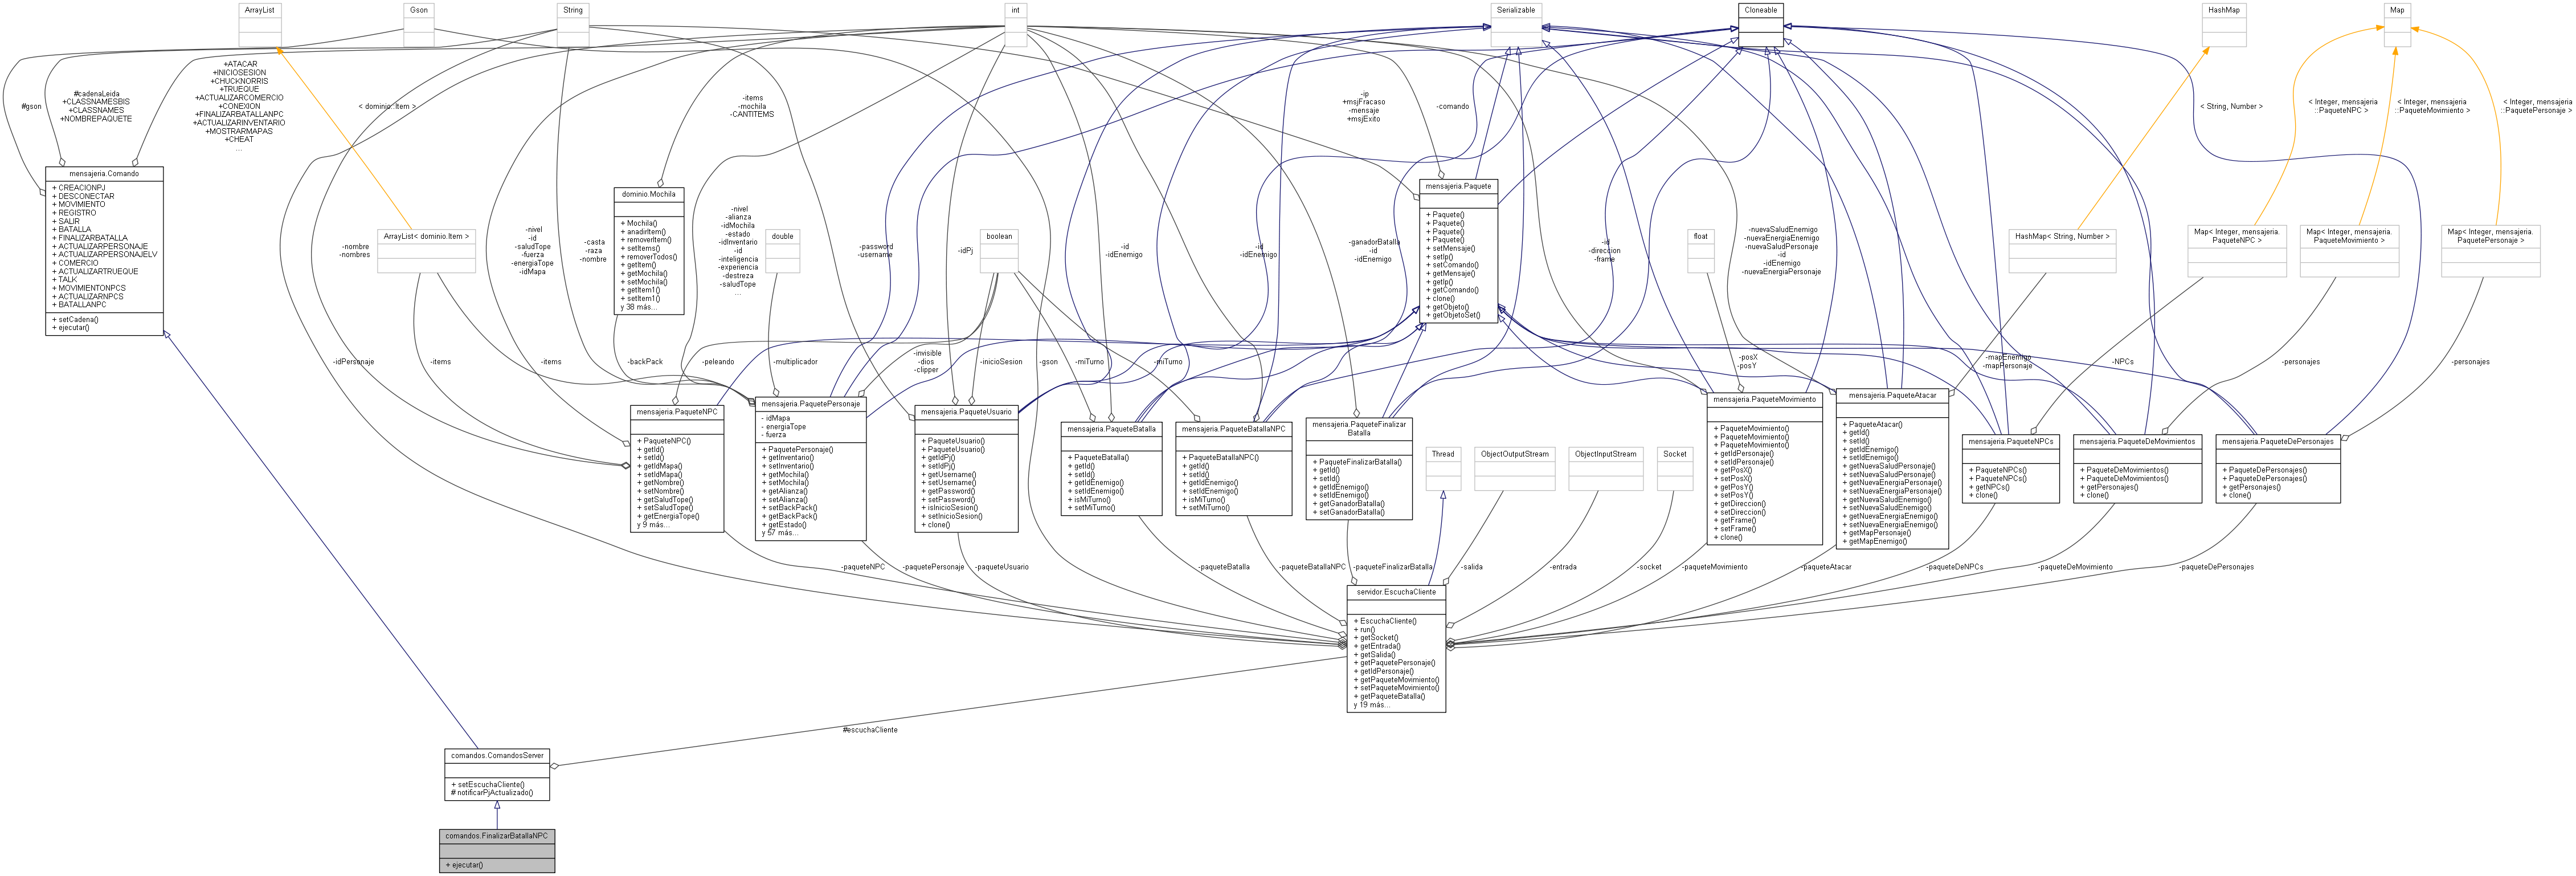 ArrayList
Gson
String
int
Serializable
Cloneable
HashMap
Map
#gson
#cadenaLeida
+CLASSNAMESBIS
+CLASSNAMES
+NOMBREPAQUETE
+ATACAR
+INICIOSESION
+CHUCKNORRIS
+TRUEQUE
+ACTUALIZARCOMERCIO
+CONEXION
+FINALIZARBATALLANPC
+ACTUALIZARINVENTARIO
+MOSTRARMAPAS
+CHEAT
...
< dominio::Item >
-items
-mochila
-CANTITEMS
-ip
+msjFracaso
-mensaje
+msjExito
-comando
< String, Number >
< Integer, mensajeria
::PaqueteNPC >
< Integer, mensajeria
::PaqueteMovimiento >
< Integer, mensajeria
::PaquetePersonaje >
mensajeria.Comando
+ CREACIONPJ
+ DESCONECTAR
+ MOVIMIENTO
+ REGISTRO
+ SALIR
+ BATALLA
+ FINALIZARBATALLA
+ ACTUALIZARPERSONAJE
+ ACTUALIZARPERSONAJELV
+ COMERCIO
+ ACTUALIZARTRUEQUE
+ TALK
+ MOVIMIENTONPCS
+ ACTUALIZARNPCS
+ BATALLANPC
+ setCadena()
+ ejecutar()
dominio.Mochila
+ Mochila()
+ anadirItem()
+ removerItem()
+ setItems()
+ removerTodos()
+ getItem()
+ getMochila()
+ setMochila()
+ getItem1()
+ setItem1()
y 38 más...
mensajeria.Paquete
+ Paquete()
+ Paquete()
+ Paquete()
+ Paquete()
+ setMensaje()
+ setIp()
+ setComando()
+ getMensaje()
+ getIp()
+ getComando()
+ clone()
+ getObjeto()
+ getObjetoSet()
-nombre
-nombres
ArrayList< dominio.Item >
-nivel
-id
-saludTope
-fuerza
-energiaTope
-idMapa
-casta
-raza
-nombre
-nivel
-alianza
-idMochila
-estado
-idInventario
-id
-inteligencia
-experiencia
-destreza
-saludTope
...
double
-password
-username
-idPj
boolean
-id
-idEnemigo
-id
-idEnemigo
-ganadorBatalla
-id
-idEnemigo
-id
-direccion
-frame
float
-nuevaSaludEnemigo
-nuevaEnergiaEnemigo
-nuevaSaludPersonaje
-id
-idEnemigo
-nuevaEnergiaPersonaje
HashMap< String, Number >
Map< Integer, mensajeria.
PaqueteNPC >
Map< Integer, mensajeria.
PaqueteMovimiento >
Map< Integer, mensajeria.
PaquetePersonaje >
-idPersonaje
-items
-items
-backPack
-peleando
-multiplicador
-invisible
-dios
-clipper
-inicioSesion
-gson
-miTurno
-miTurno
-posX
-posY
-mapEnemigo
-mapPersonaje
-NPCs
-personajes
-personajes
mensajeria.PaqueteNPC
+ PaqueteNPC()
+ getId()
+ setId()
+ getIdMapa()
+ setIdMapa()
+ getNombre()
+ setNombre()
+ getSaludTope()
+ setSaludTope()
+ getEnergiaTope()
y 9 más...
mensajeria.PaquetePersonaje
- idMapa
- energiaTope
- fuerza
+ PaquetePersonaje()
+ getInventario()
+ setInventario()
+ getMochila()
+ setMochila()
+ getAlianza()
+ setAlianza()
+ setBackPack()
+ getBackPack()
+ getEstado()
y 57 más...
mensajeria.PaqueteUsuario
+ PaqueteUsuario()
+ PaqueteUsuario()
+ getIdPj()
+ setIdPj()
+ getUsername()
+ setUsername()
+ getPassword()
+ setPassword()
+ isInicioSesion()
+ setInicioSesion()
+ clone()
mensajeria.PaqueteBatalla
+ PaqueteBatalla()
+ getId()
+ setId()
+ getIdEnemigo()
+ setIdEnemigo()
+ isMiTurno()
+ setMiTurno()
mensajeria.PaqueteBatallaNPC
+ PaqueteBatallaNPC()
+ getId()
+ setId()
+ getIdEnemigo()
+ setIdEnemigo()
+ isMiTurno()
+ setMiTurno()
mensajeria.PaqueteFinalizar
Batalla
+ PaqueteFinalizarBatalla()
+ getId()
+ setId()
+ getIdEnemigo()
+ setIdEnemigo()
+ getGanadorBatalla()
+ setGanadorBatalla()
Thread
ObjectOutputStream
ObjectInputStream
Socket
mensajeria.PaqueteMovimiento
+ PaqueteMovimiento()
+ PaqueteMovimiento()
+ PaqueteMovimiento()
+ getIdPersonaje()
+ setIdPersonaje()
+ getPosX()
+ setPosX()
+ getPosY()
+ setPosY()
+ getDireccion()
+ setDireccion()
+ getFrame()
+ setFrame()
+ clone()
mensajeria.PaqueteAtacar
+ PaqueteAtacar()
+ getId()
+ setId()
+ getIdEnemigo()
+ setIdEnemigo()
+ getNuevaSaludPersonaje()
+ setNuevaSaludPersonaje()
+ getNuevaEnergiaPersonaje()
+ setNuevaEnergiaPersonaje()
+ getNuevaSaludEnemigo()
+ setNuevaSaludEnemigo()
+ getNuevaEnergiaEnemigo()
+ setNuevaEnergiaEnemigo()
+ getMapPersonaje()
+ getMapEnemigo()
mensajeria.PaqueteNPCs
+ PaqueteNPCs()
+ PaqueteNPCs()
+ getNPCs()
+ clone()
mensajeria.PaqueteDeMovimientos
+ PaqueteDeMovimientos()
+ PaqueteDeMovimientos()
+ getPersonajes()
+ clone()
mensajeria.PaqueteDePersonajes
+ PaqueteDePersonajes()
+ PaqueteDePersonajes()
+ getPersonajes()
+ clone()
-paqueteNPC
-paquetePersonaje
-paqueteUsuario
-paqueteBatalla
-paqueteBatallaNPC
-paqueteFinalizarBatalla
-salida
-entrada
-socket
-paqueteMovimiento
-paqueteAtacar
-paqueteDeNPCs
-paqueteDeMovimiento
-paqueteDePersonajes
servidor.EscuchaCliente
+ EscuchaCliente()
+ run()
+ getSocket()
+ getEntrada()
+ getSalida()
+ getPaquetePersonaje()
+ getIdPersonaje()
+ getPaqueteMovimiento()
+ setPaqueteMovimiento()
+ getPaqueteBatalla()
y 19 más...
#escuchaCliente
comandos.ComandosServer
+ setEscuchaCliente()
# notificarPjActualizado()
comandos.FinalizarBatallaNPC
+ ejecutar()